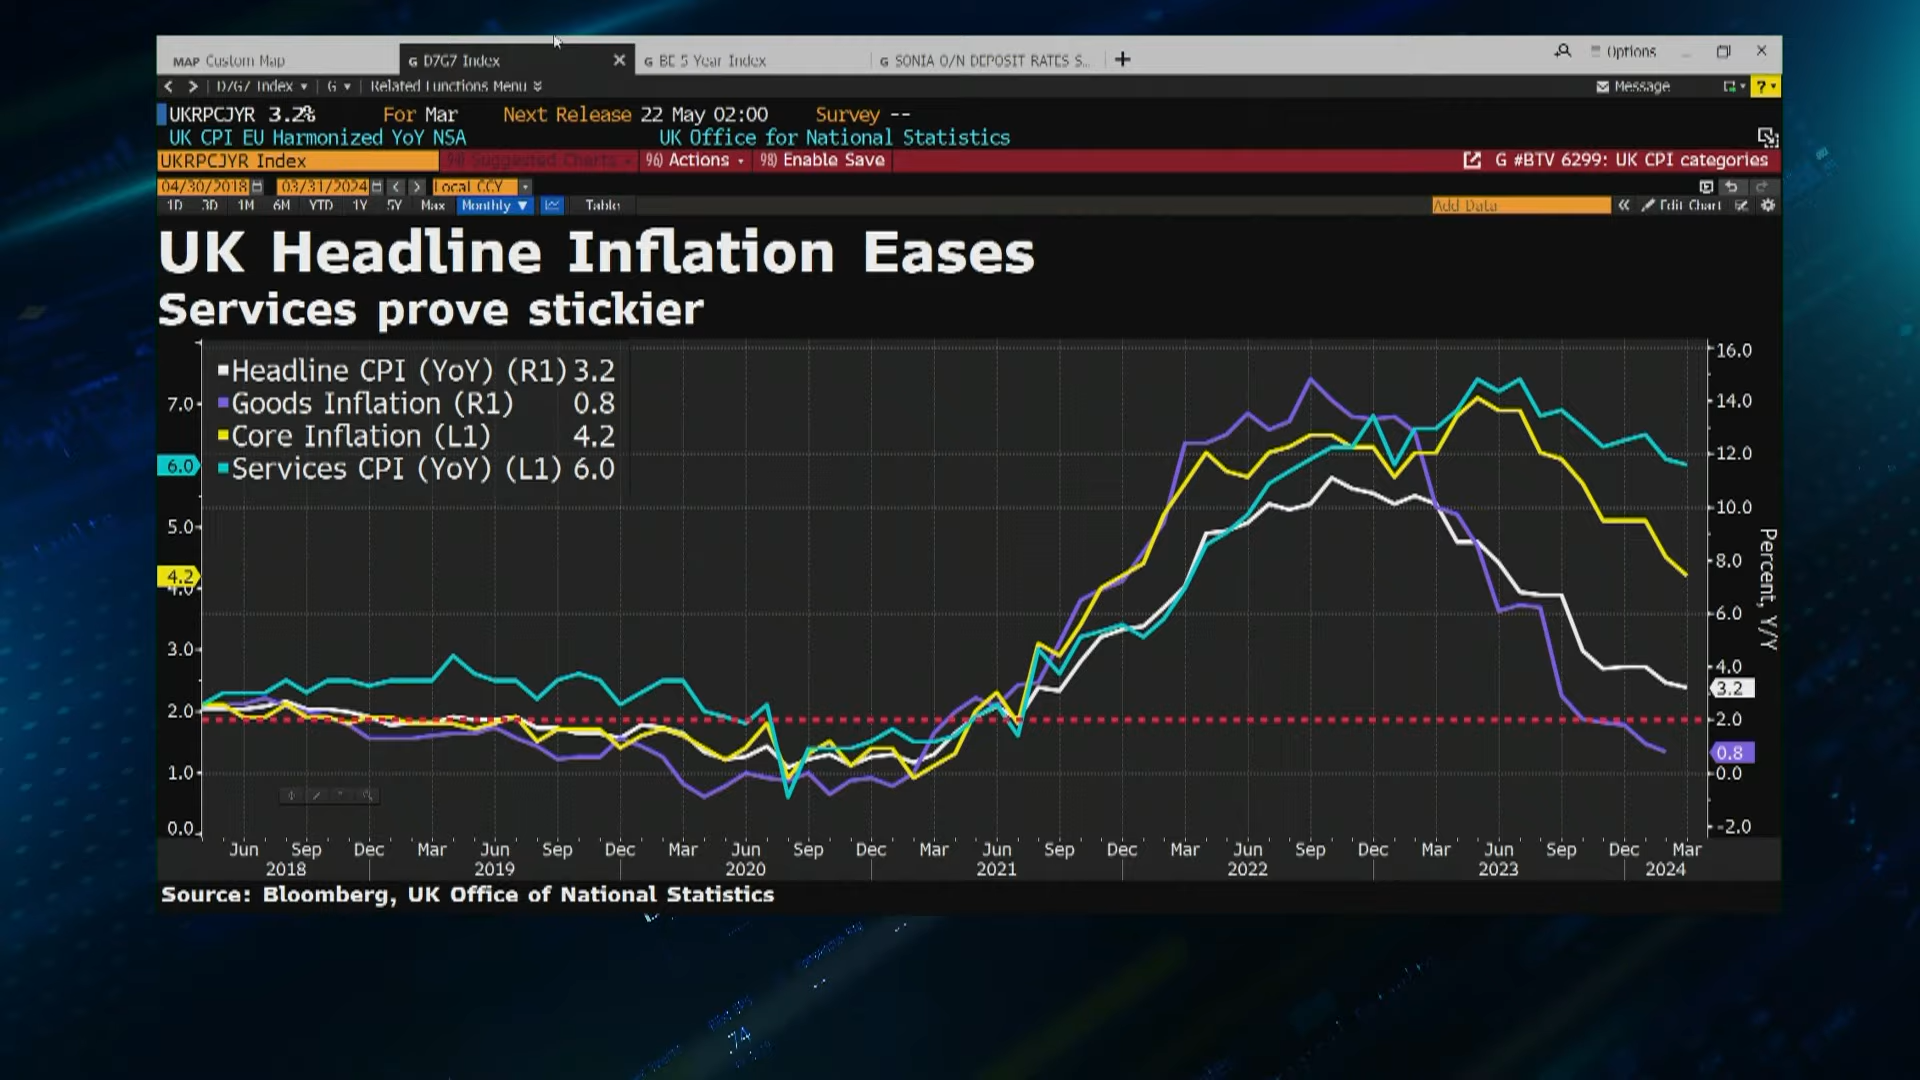 MAP Custom Map
G D7G7 Index
G BE 5 Year Index
G SONIA O/N DEPOSIT RATES S...
Options
D7G7 Index
G
Related Functions Menu
Message
?
UKRPCJYR 3.2% For Mar Next Release 22 May 02:00 Survey --
UK CPI EU Harmonized YoY NSA UK Office for National Statistics
UKRPCJYR Index 94) Suggested Charts 96) Actions 98) Enable Save G #BTV 6299: UK CPI categories
04/30/2018 03/31/2024 Local CCY
1D 3D 1M 6M YTD 1Y 5Y Max Monthly Table Add Data Edit Chart
UK Headline Inflation Eases
Services prove stickier
Headline CPI (YoY) (R1) 3.2
Goods Inflation (R1) 0.8
Core Inflation (L1) 4.2
Services CPI (YoY) (L1) 6.0
7.0
6.0
5.0
4.2
4.0
3.0
2.0
1.0
0.0
16.0
14.0
12.0
10.0
8.0
6.0
4.0
3.2
2.0
0.8
0.0
-2.0
Percent, Y/Y
Jun Sep Dec Mar Jun Sep Dec Mar Jun Sep Dec Mar Jun Sep Dec Mar Jun Sep Dec Mar Jun Sep Dec Mar
2018 2019 2020 2021 2022 2023 2024
Source: Bloomberg, UK Office of National Statistics
74